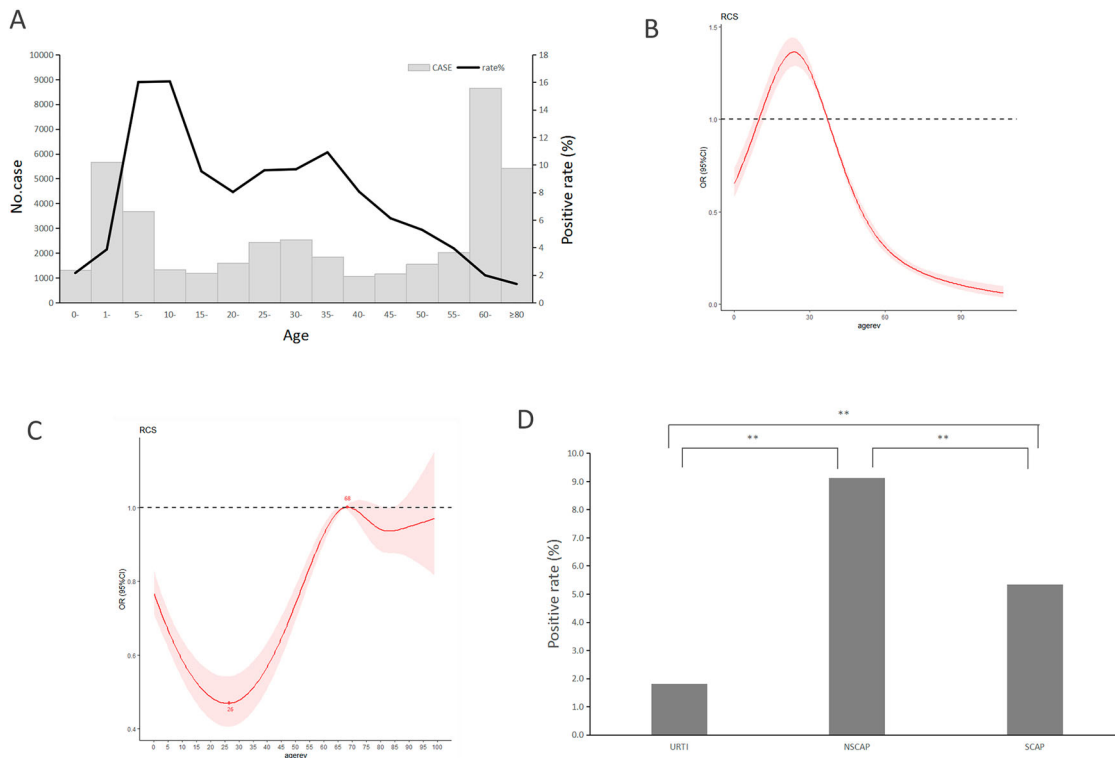 A
10000
9000
8000
7000
6000
5000
4000
3000
2000
1000
0
No.case
CASE
rate%
18
16
14
12
10
8
6
4
2
0
Positive rate (%)
0- 1- 5- 10- 15- 20- 25- 30- 35- 40- 45- 50- 55- 60- ≥80
Age
B
RCS
1.5
1.0
0.5
0.0
OR (95%CI)
0 30 60 90
agerev
C
RCS
1.0
0.8
0.6
0.4
OR (95%CI)
68
26
0 5 10 15 20 25 30 35 40 45 50 55 60 65 70 75 80 85 90 95 100
agerev
D
**
** **
10.0
9.0
8.0
7.0
6.0
5.0
4.0
3.0
2.0
1.0
0.0
Positive rate (%)
URTI NSCAP SCAP